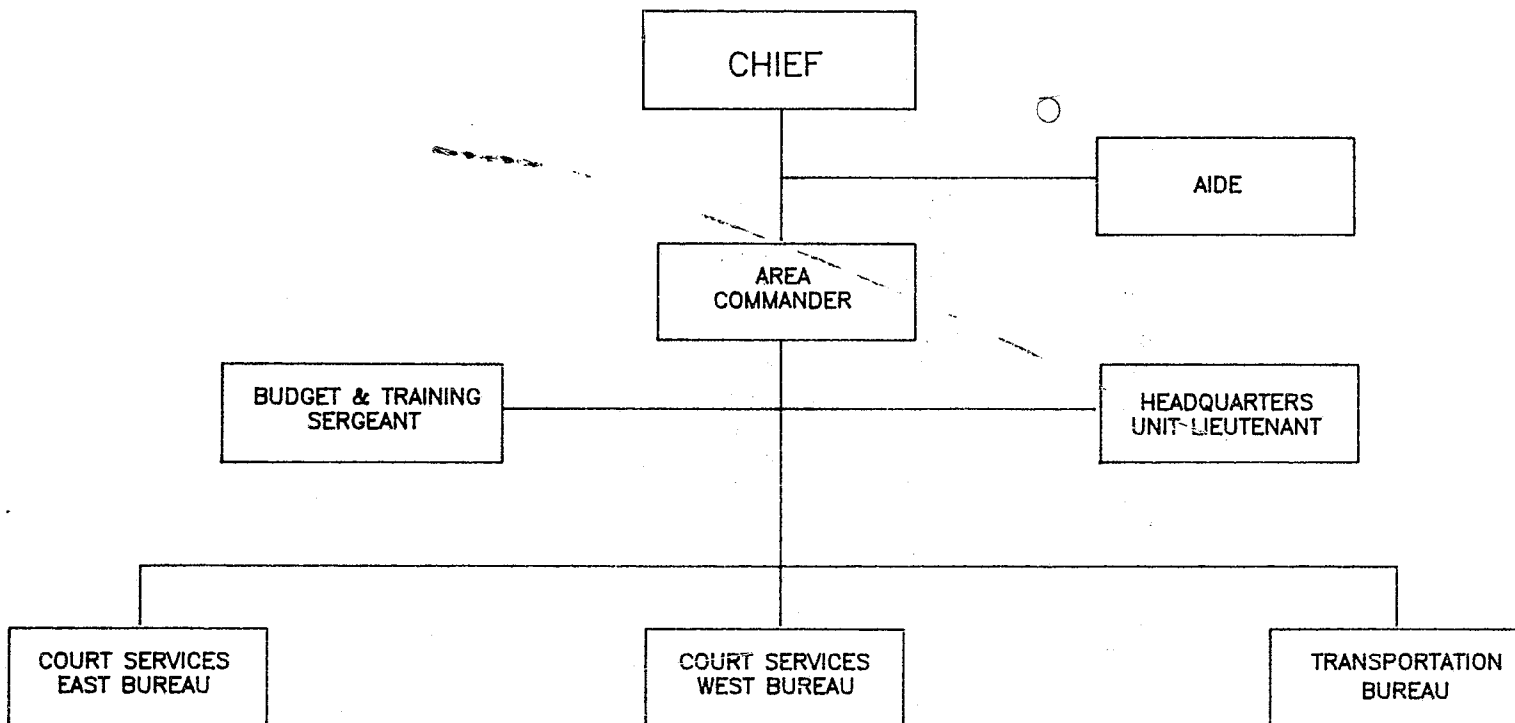 CHIEF
AIDE
AREA
COMMANDER
BUDGET & TRAINING
SERGEANT
HEADQUARTERS
UNIT LIEUTENANT
COURT SERVICES
EAST BUREAU
COURT SERVICES
WEST BUREAU
TRANSPORTATION
BUREAU